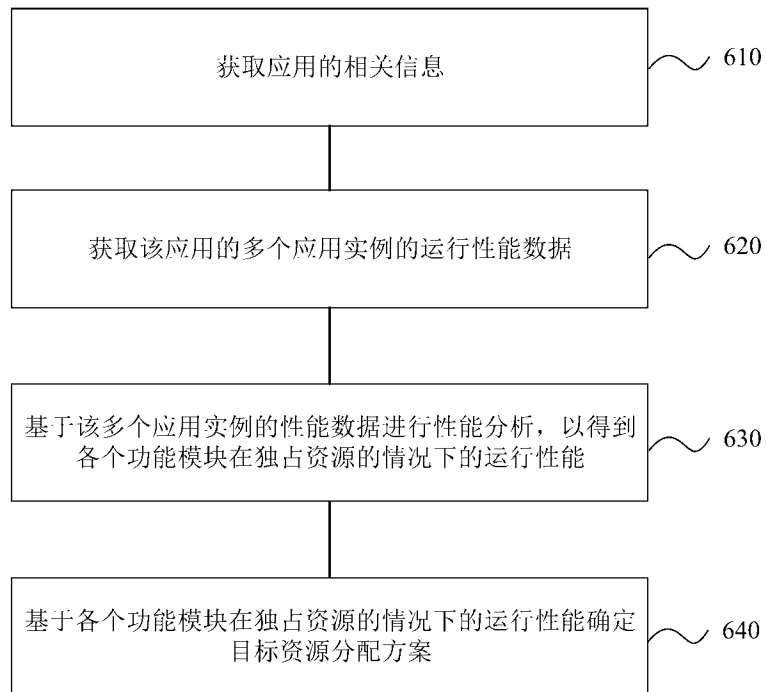 获取应用的相关信息
610
获取该应用的多个应用实例的运行性能数据
620
基于该多个应用实例的性能数据进行性能分析，以得到
各个功能模块在独占资源的情况下的运行性能
630
基于各个功能模块在独占资源的情况下的运行性能确定
目标资源分配方案
640